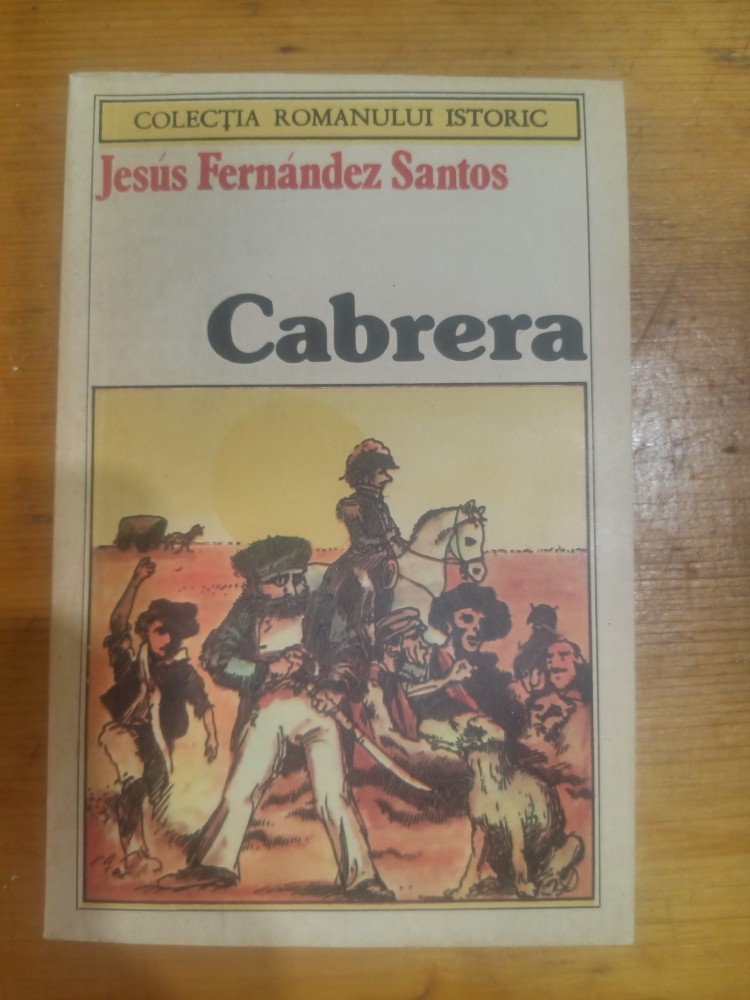 COLECȚIA ROMANULUI ISTORIC
Jesús Fernández Santos
Cabrera